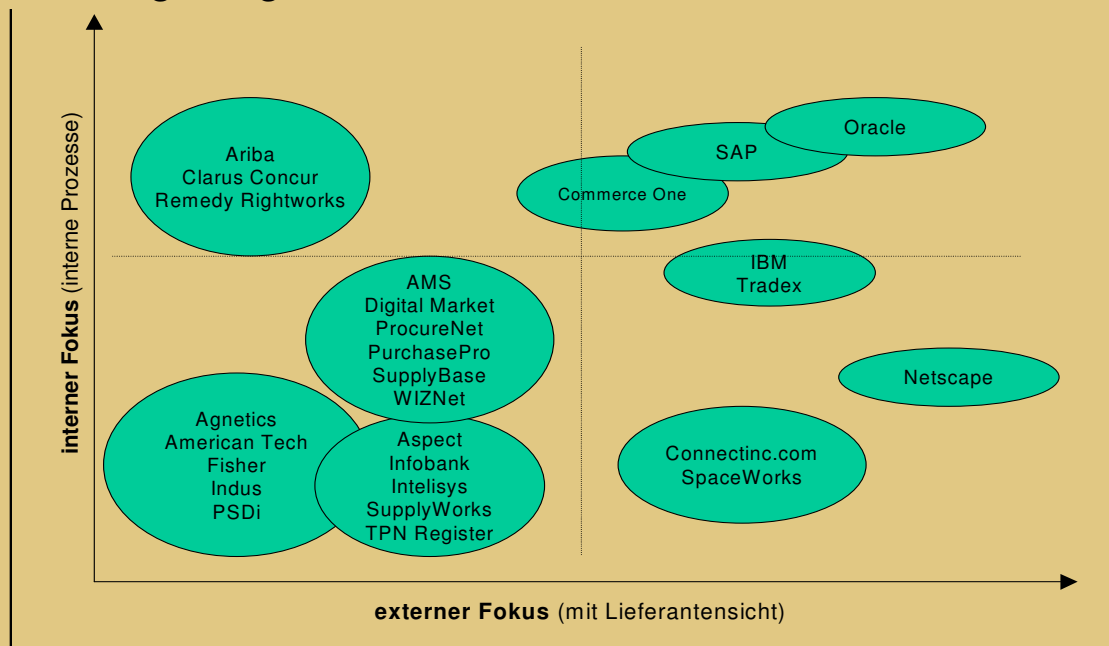 Oracle
SAP
Ariba
Clarus Concur
Remedy Rightworks
Commerce One
IBM
Tradex
AMS
Digital Market
ProcureNet
PurchasePro
SupplyBase
WIZNet
Netscape
Agnetics
American Tech
Fisher
Indus
PSDi
Aspect
Infobank
Intelisys
SupplyWorks
TPN Register
Connectinc.com
SpaceWorks
interner Fokus (interne Prozesse)
externer Fokus (mit Lieferantensicht)